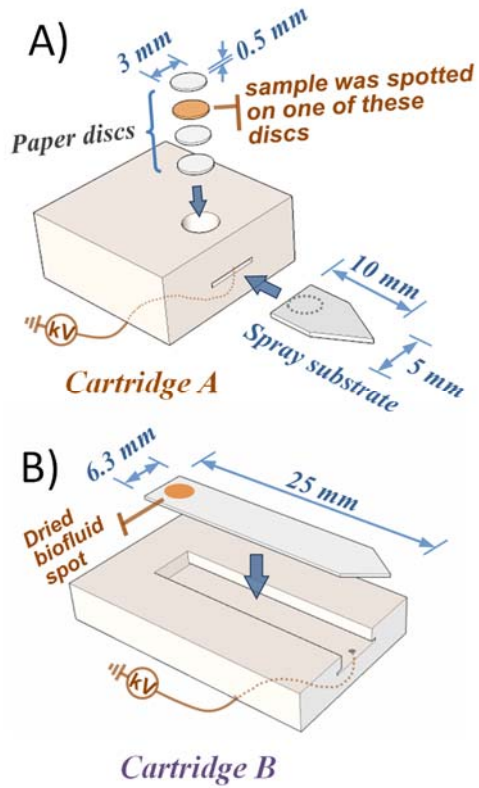 A)
3 mm
0.5 mm
sample was spotted
on one of these
discs
Paper discs
10 mm
kV
Spray substrate
5 mm
Cartridge A
B)
6.3 mm
25 mm
Dried
biofluid
spot
kV
Cartridge B